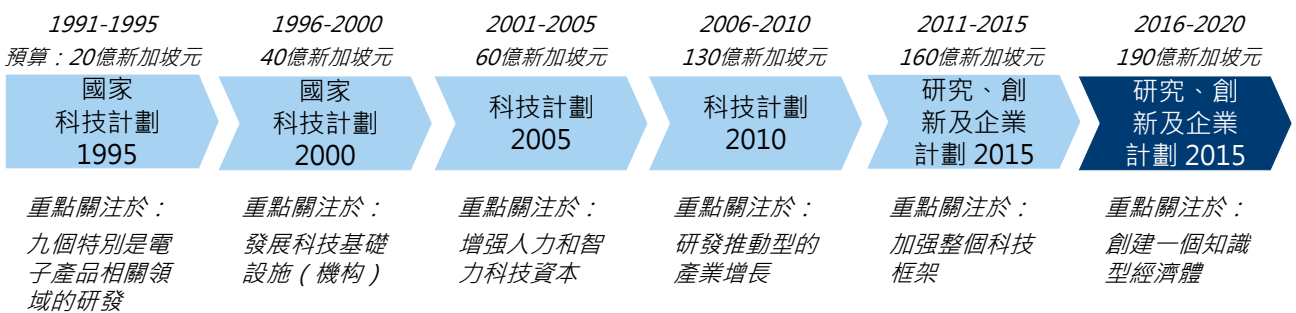 1991-1995
預算：20億新加坡元
國家
科技計劃
1995
重點關注於：
九個特別是電
子產品相關領
域的研發
1996-2000
40億新加坡元
國家
科技計劃
2000
重點關注於：
發展科技基礎
設施（機构）
2001-2005
60億新加坡元
科技計劃
2005
重點關注於：
增强人力和智
力科技資本
2006-2010
130億新加坡元
科技計劃
2010
重點關注於：
研發推動型的
產業增長
2011-2015
160億新加坡元
研究、創
新及企業
計劃 2015
重點關注於：
加强整個科技
框架
2016-2020
190億新加坡元
研究、創
新及企業
計劃 2015
重點關注於：
創建一個知識
型經濟體